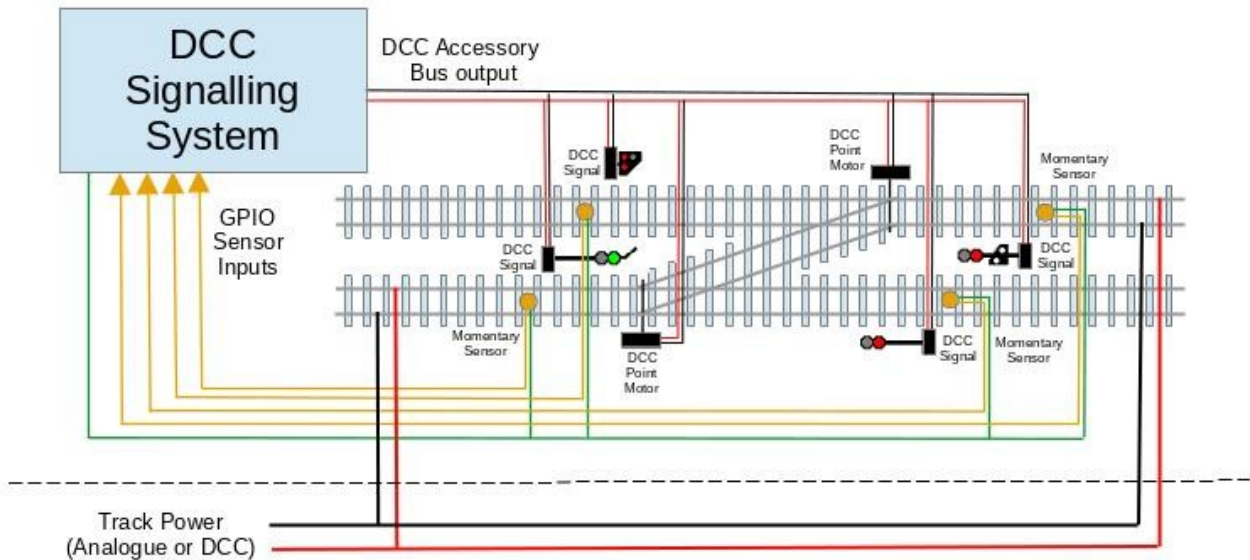 DCC
Signalling
System
DCC Accessory
Bus output
GPIO
Sensor
Inputs
DCC
Signal
DCC
Point
Motor
Momentary
Sensor
DCC
Signal
DCC
Signal
Momentary
Sensor
DCC
Point
Motor
DCC
Signal
Momentary
Sensor
Track Power
(Analogue or DCC)